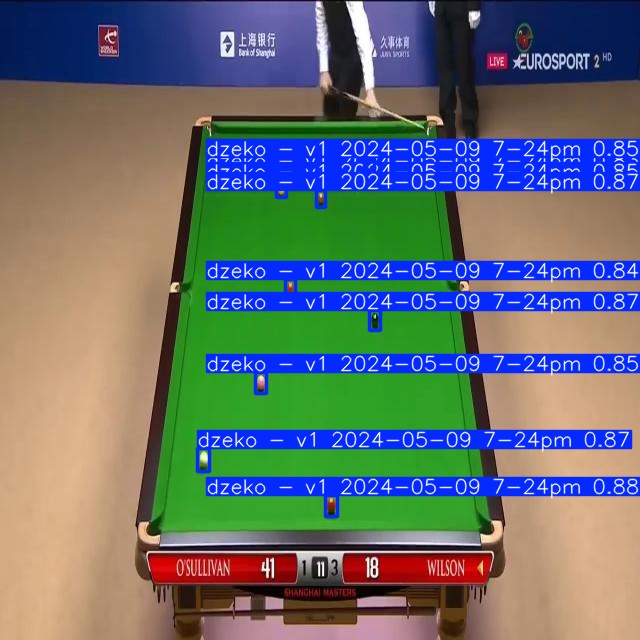 上海银行
Bank of Shanghai
久事体育
JUSS SPORTS
LIVE EUROSPORT 2 HD
dzeko - v1 2024-05-09 7-24pm 0.85
dzeko - v1 2024-05-09 7-24pm 0.87
dzeko - v1 2024-05-09 7-24pm 0.84
dzeko - v1 2024-05-09 7-24pm 0.87
dzeko - v1 2024-05-09 7-24pm 0.85
dzeko - v1 2024-05-09 7-24pm 0.87
dzeko - v1 2024-05-09 7-24pm 0.88
O'SULLIVAN 41 1 11 3 18 WILSON
SHANGHAI MASTERS